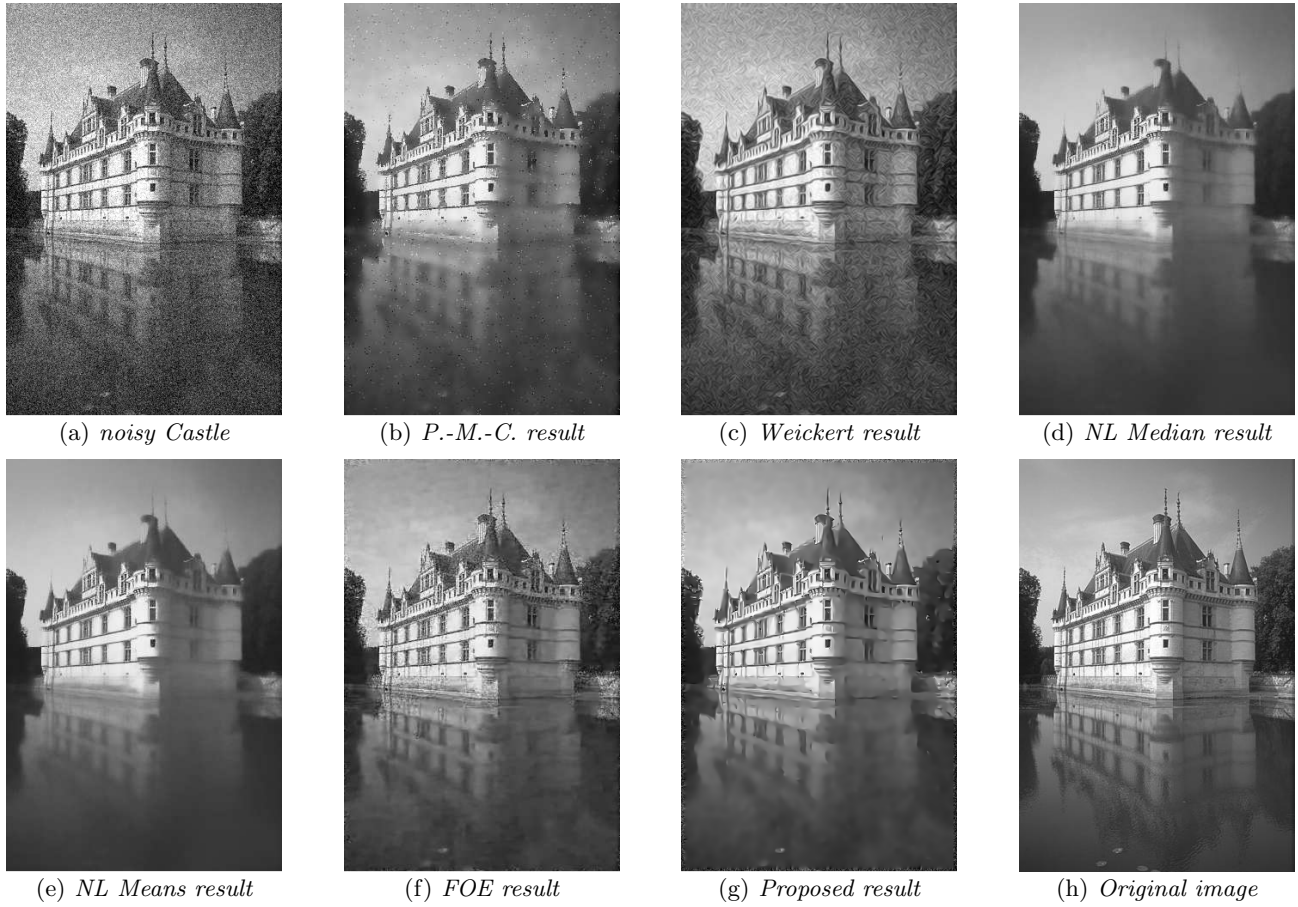 (a) noisy Castle
(b) P.-M.-C. result
(c) Weickert result
(d) NL Median result
(e) NL Means result
(f) FOE result
(g) Proposed result
(h) Original image